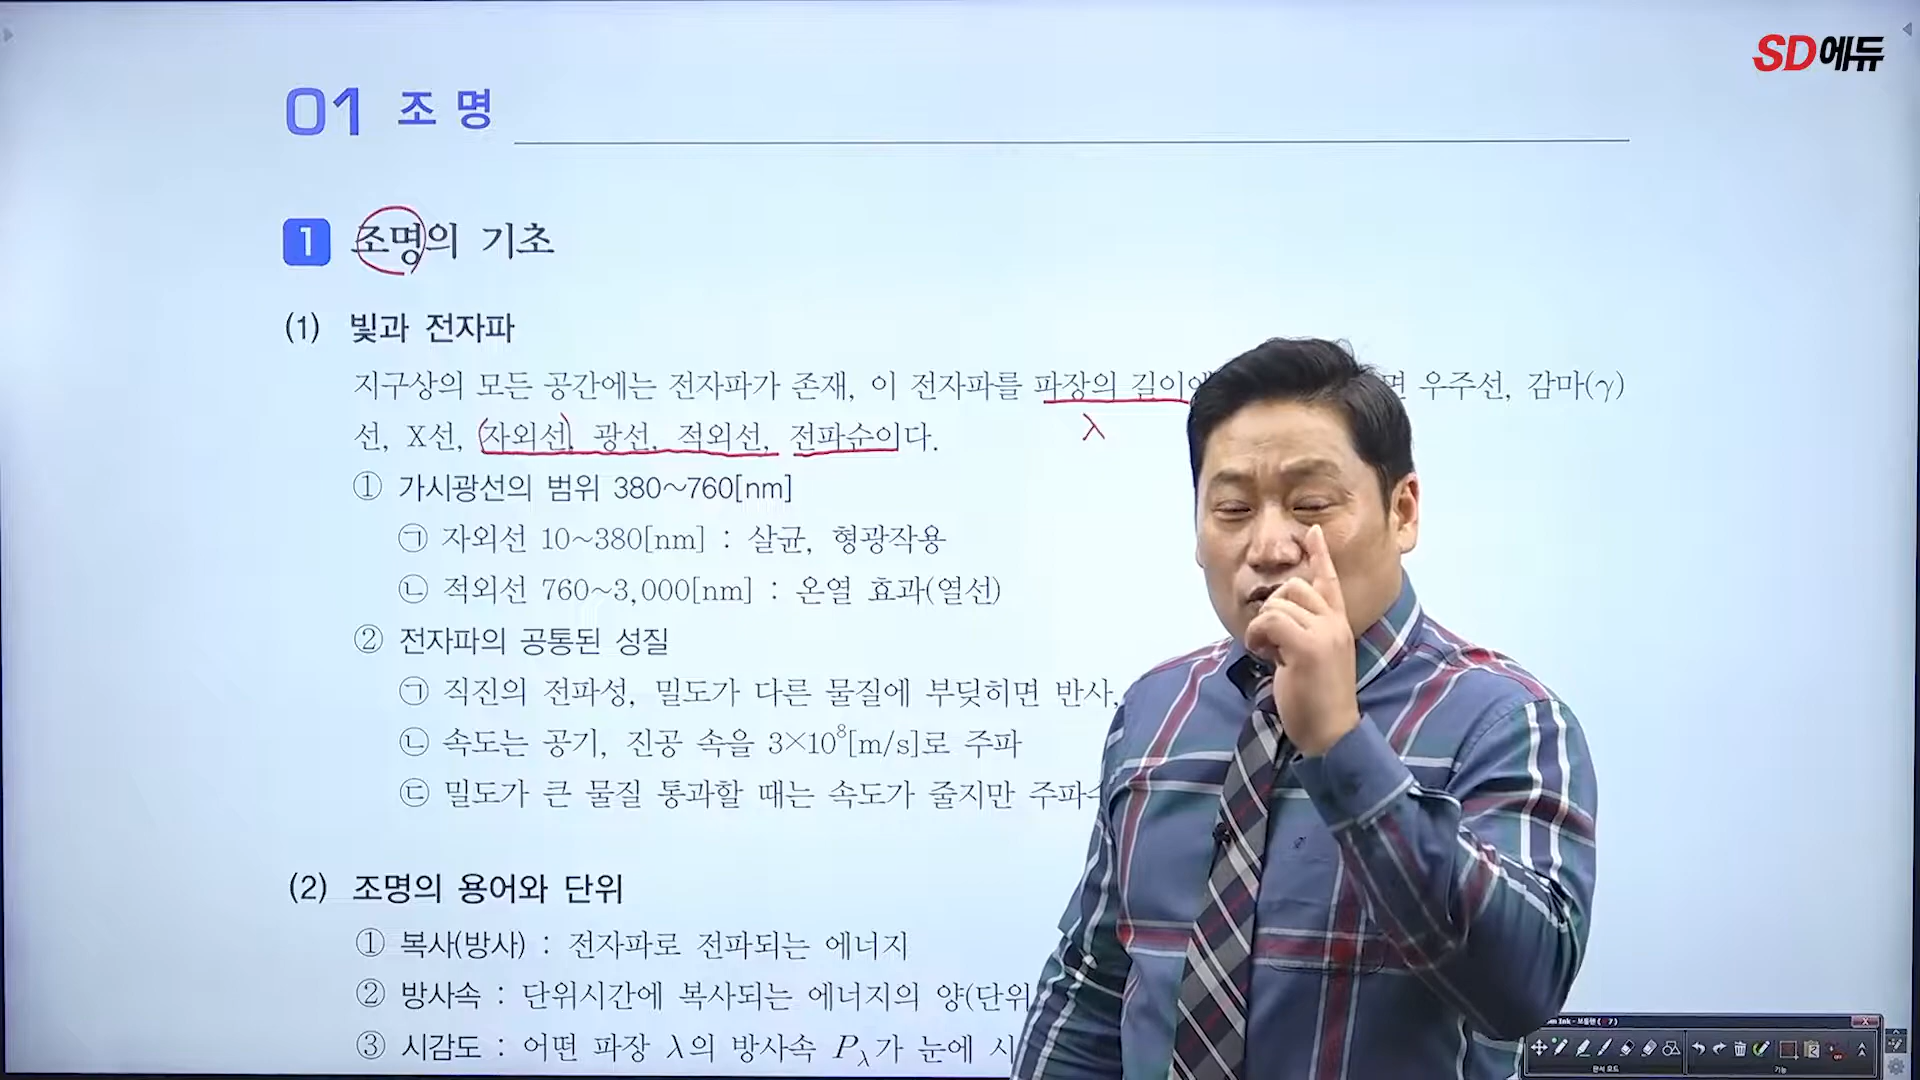 SD에듀
01 조 명
1 조명의 기초
(1) 빛과 전자파
지구상의 모든 공간에는 전자파가 존재, 이 전자파를 파장의 길이 면 우주선, 감마(γ)
선, X선, 자외선, 광선, 적외선, 전파순이다.
λ
① 가시광선의 범위 380~760[nm]
㉠ 자외선 10~380[nm] : 살균, 형광작용
㉡ 적외선 760~3,000[nm] : 온열 효과(열선)
② 전자파의 공통된 성질
㉠ 직진의 전파성, 밀도가 다른 물질에 부딪히면 반사,
㉡ 속도는 공기, 진공 속을 3×10⁸[m/s]로 주파
㉢ 밀도가 큰 물질 통과할 때는 속도가 줄지만
(2) 조명의 용어와 단위
① 복사(방사) : 전자파로 전파되는 에너지
② 방사속 : 단위시간에 복사되는 에너지의 양(단위
③ 시감도 : 어떤 파장 λ의 방사속 Pλ가 눈에